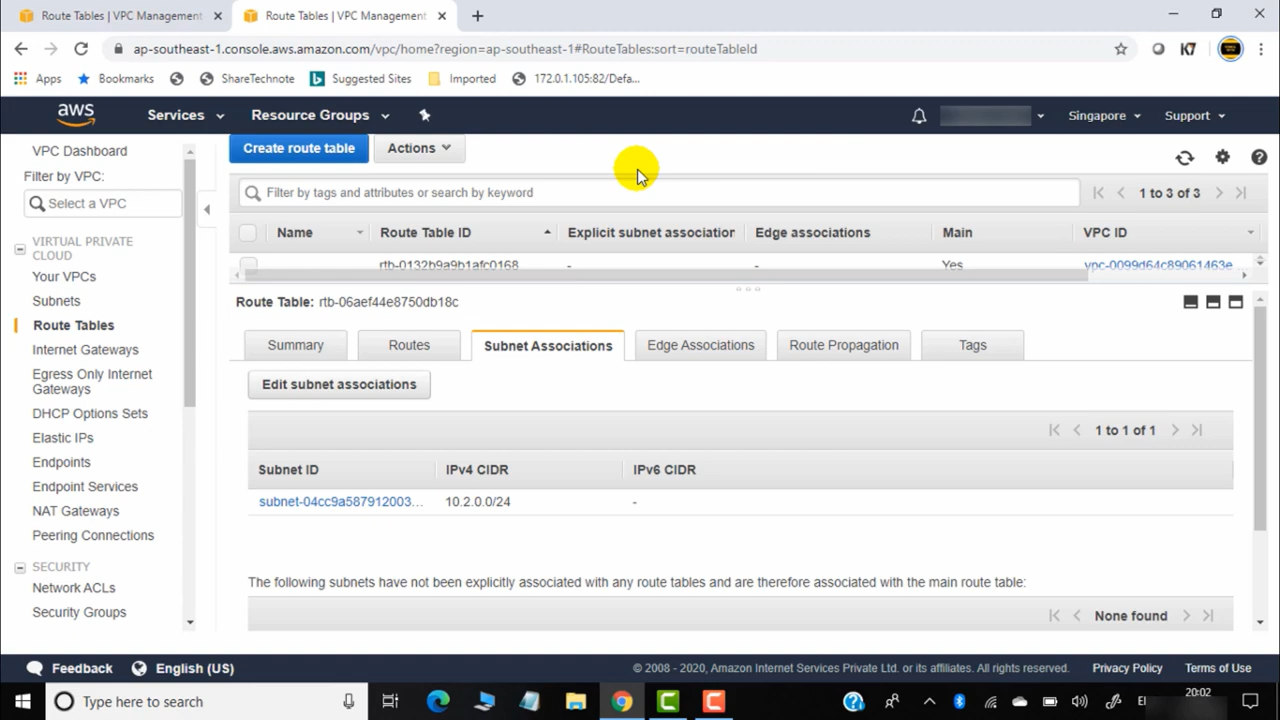 Route Tables | VPC Management
Route Tables | VPC Management
ap-southeast-1.console.aws.amazon.com/vpc/home?region=ap-southeast-1#RouteTables:sort=routeTableId
K7
Apps Bookmarks ShareTechnote Suggested Sites Imported 172.0.1.105:82/Defa...
aws Services Resource Groups Singapore Support
VPC Dashboard
Filter by VPC:
Select a VPC
VIRTUAL PRIVATE
CLOUD
Your VPCs
Subnets
Route Tables
Internet Gateways
Egress Only Internet
Gateways
DHCP Options Sets
Elastic IPs
Endpoints
Endpoint Services
NAT Gateways
Peering Connections
SECURITY
Network ACLs
Security Groups
Create route table Actions
Filter by tags and attributes or search by keyword 1 to 3 of 3
Name Route Table ID Explicit subnet association Edge associations Main VPC ID
rtb-0132b9a9b1afc0168 - - Yes vpc-0099d64c89061463e
Route Table: rtb-06aef44e8750db18c
Summary Routes Subnet Associations Edge Associations Route Propagation Tags
Edit subnet associations
1 to 1 of 1
Subnet ID IPv4 CIDR IPv6 CIDR
subnet-04cc9a587912003... 10.2.0.0/24 -
The following subnets have not been explicitly associated with any route tables and are therefore associated with the main route table:
None found
Feedback English (US) © 2008 - 2020, Amazon Internet Services Private Ltd. or its affiliates. All rights reserved. Privacy Policy Terms of Use
Type here to search 20:02